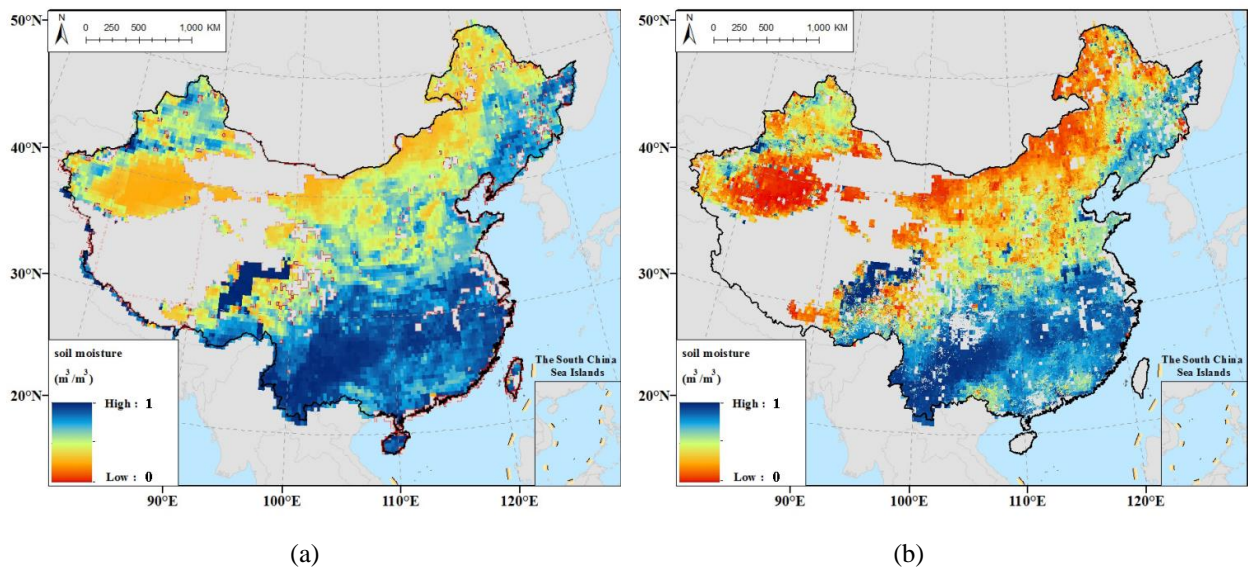 50°N
40°N
30°N
20°N
N
0 250 500 1,000 KM
soil moisture
(m³/m³)
High : 1
Low : 0
The South China
Sea Islands
90°E 100°E 110°E 120°E
(a)
50°N
40°N
30°N
20°N
N
0 250 500 1,000 KM
soil moisture
(m³/m³)
High : 1
Low : 0
The South China
Sea Islands
90°E 100°E 110°E 120°E
(b)